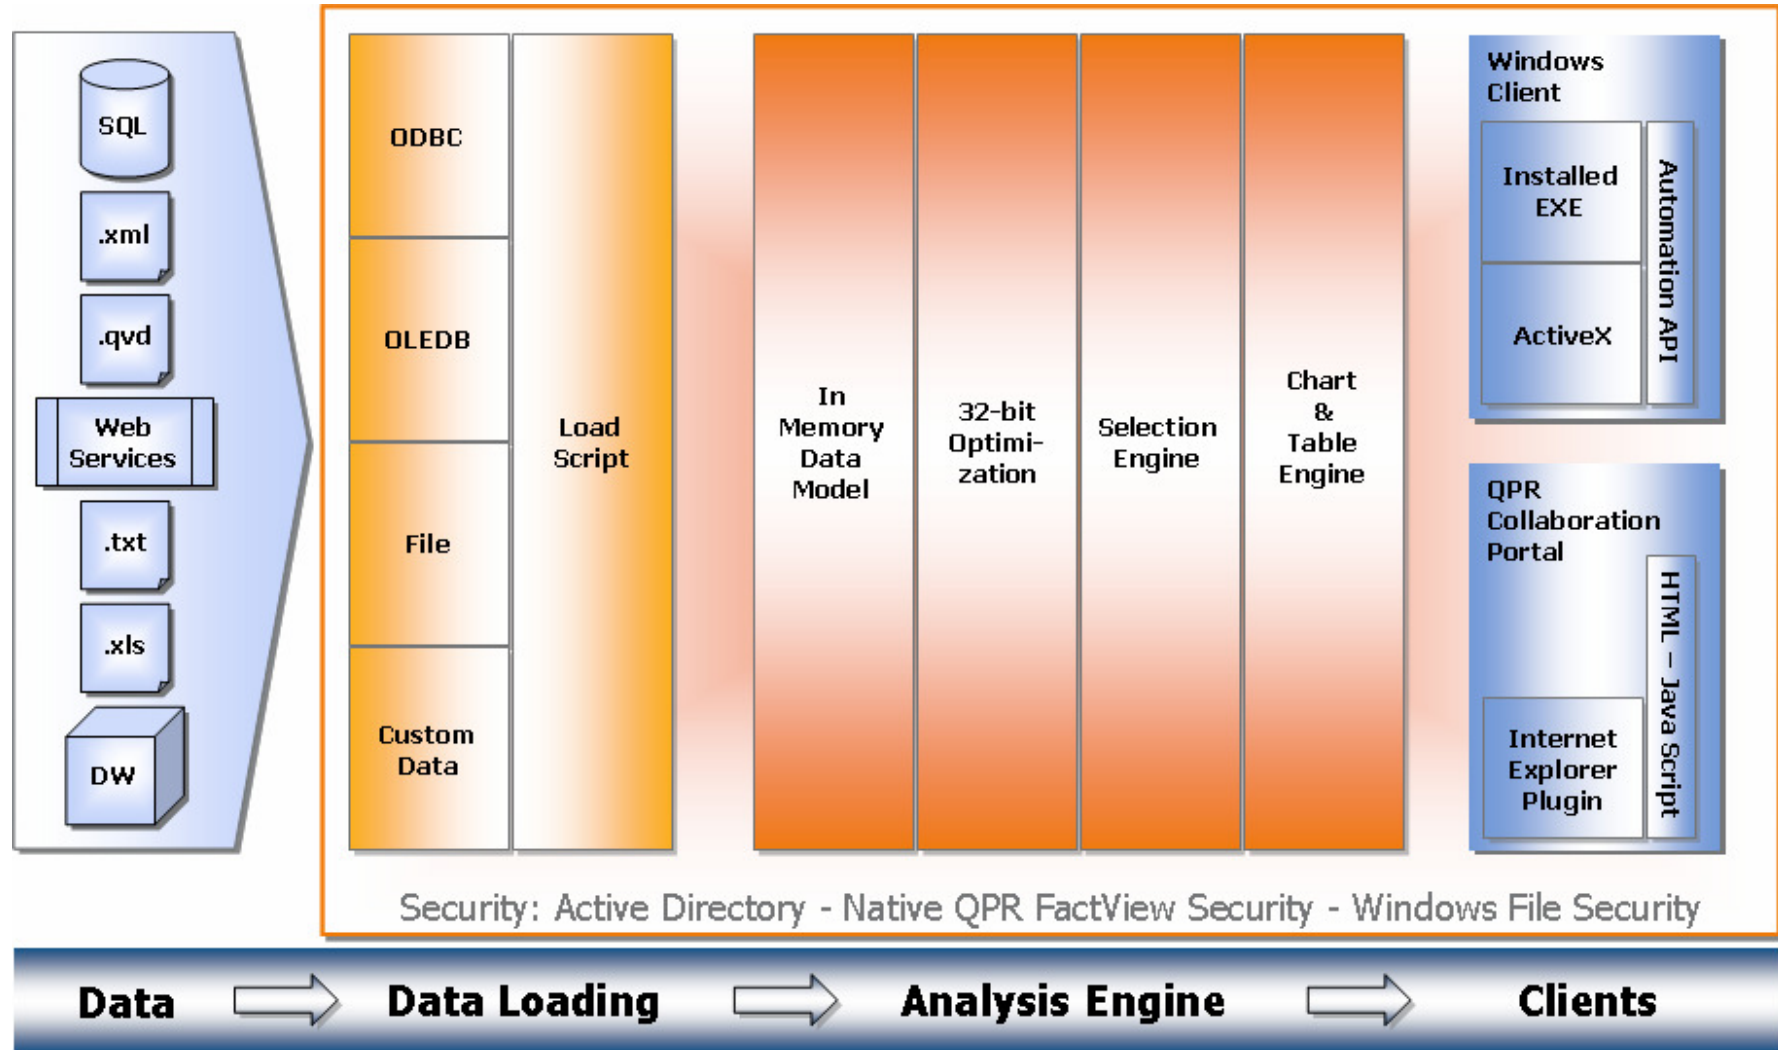 SQL
.xml
.qvd
Web
Services
.txt
.xls
DW
ODBC
OLEDB
File
Custom
Data
Load
Script
In
Memory
Data
Model
32-bit
Optimi-
zation
Selection
Engine
Chart
&
Table
Engine
Windows
Client
Installed
EXE
ActiveX
Automation API
QPR
Collaboration
Portal
Internet
Explorer
Plugin
HTML – Java Script
Security: Active Directory - Native QPR FactView Security - Windows File Security
Data
Data Loading
Analysis Engine
Clients